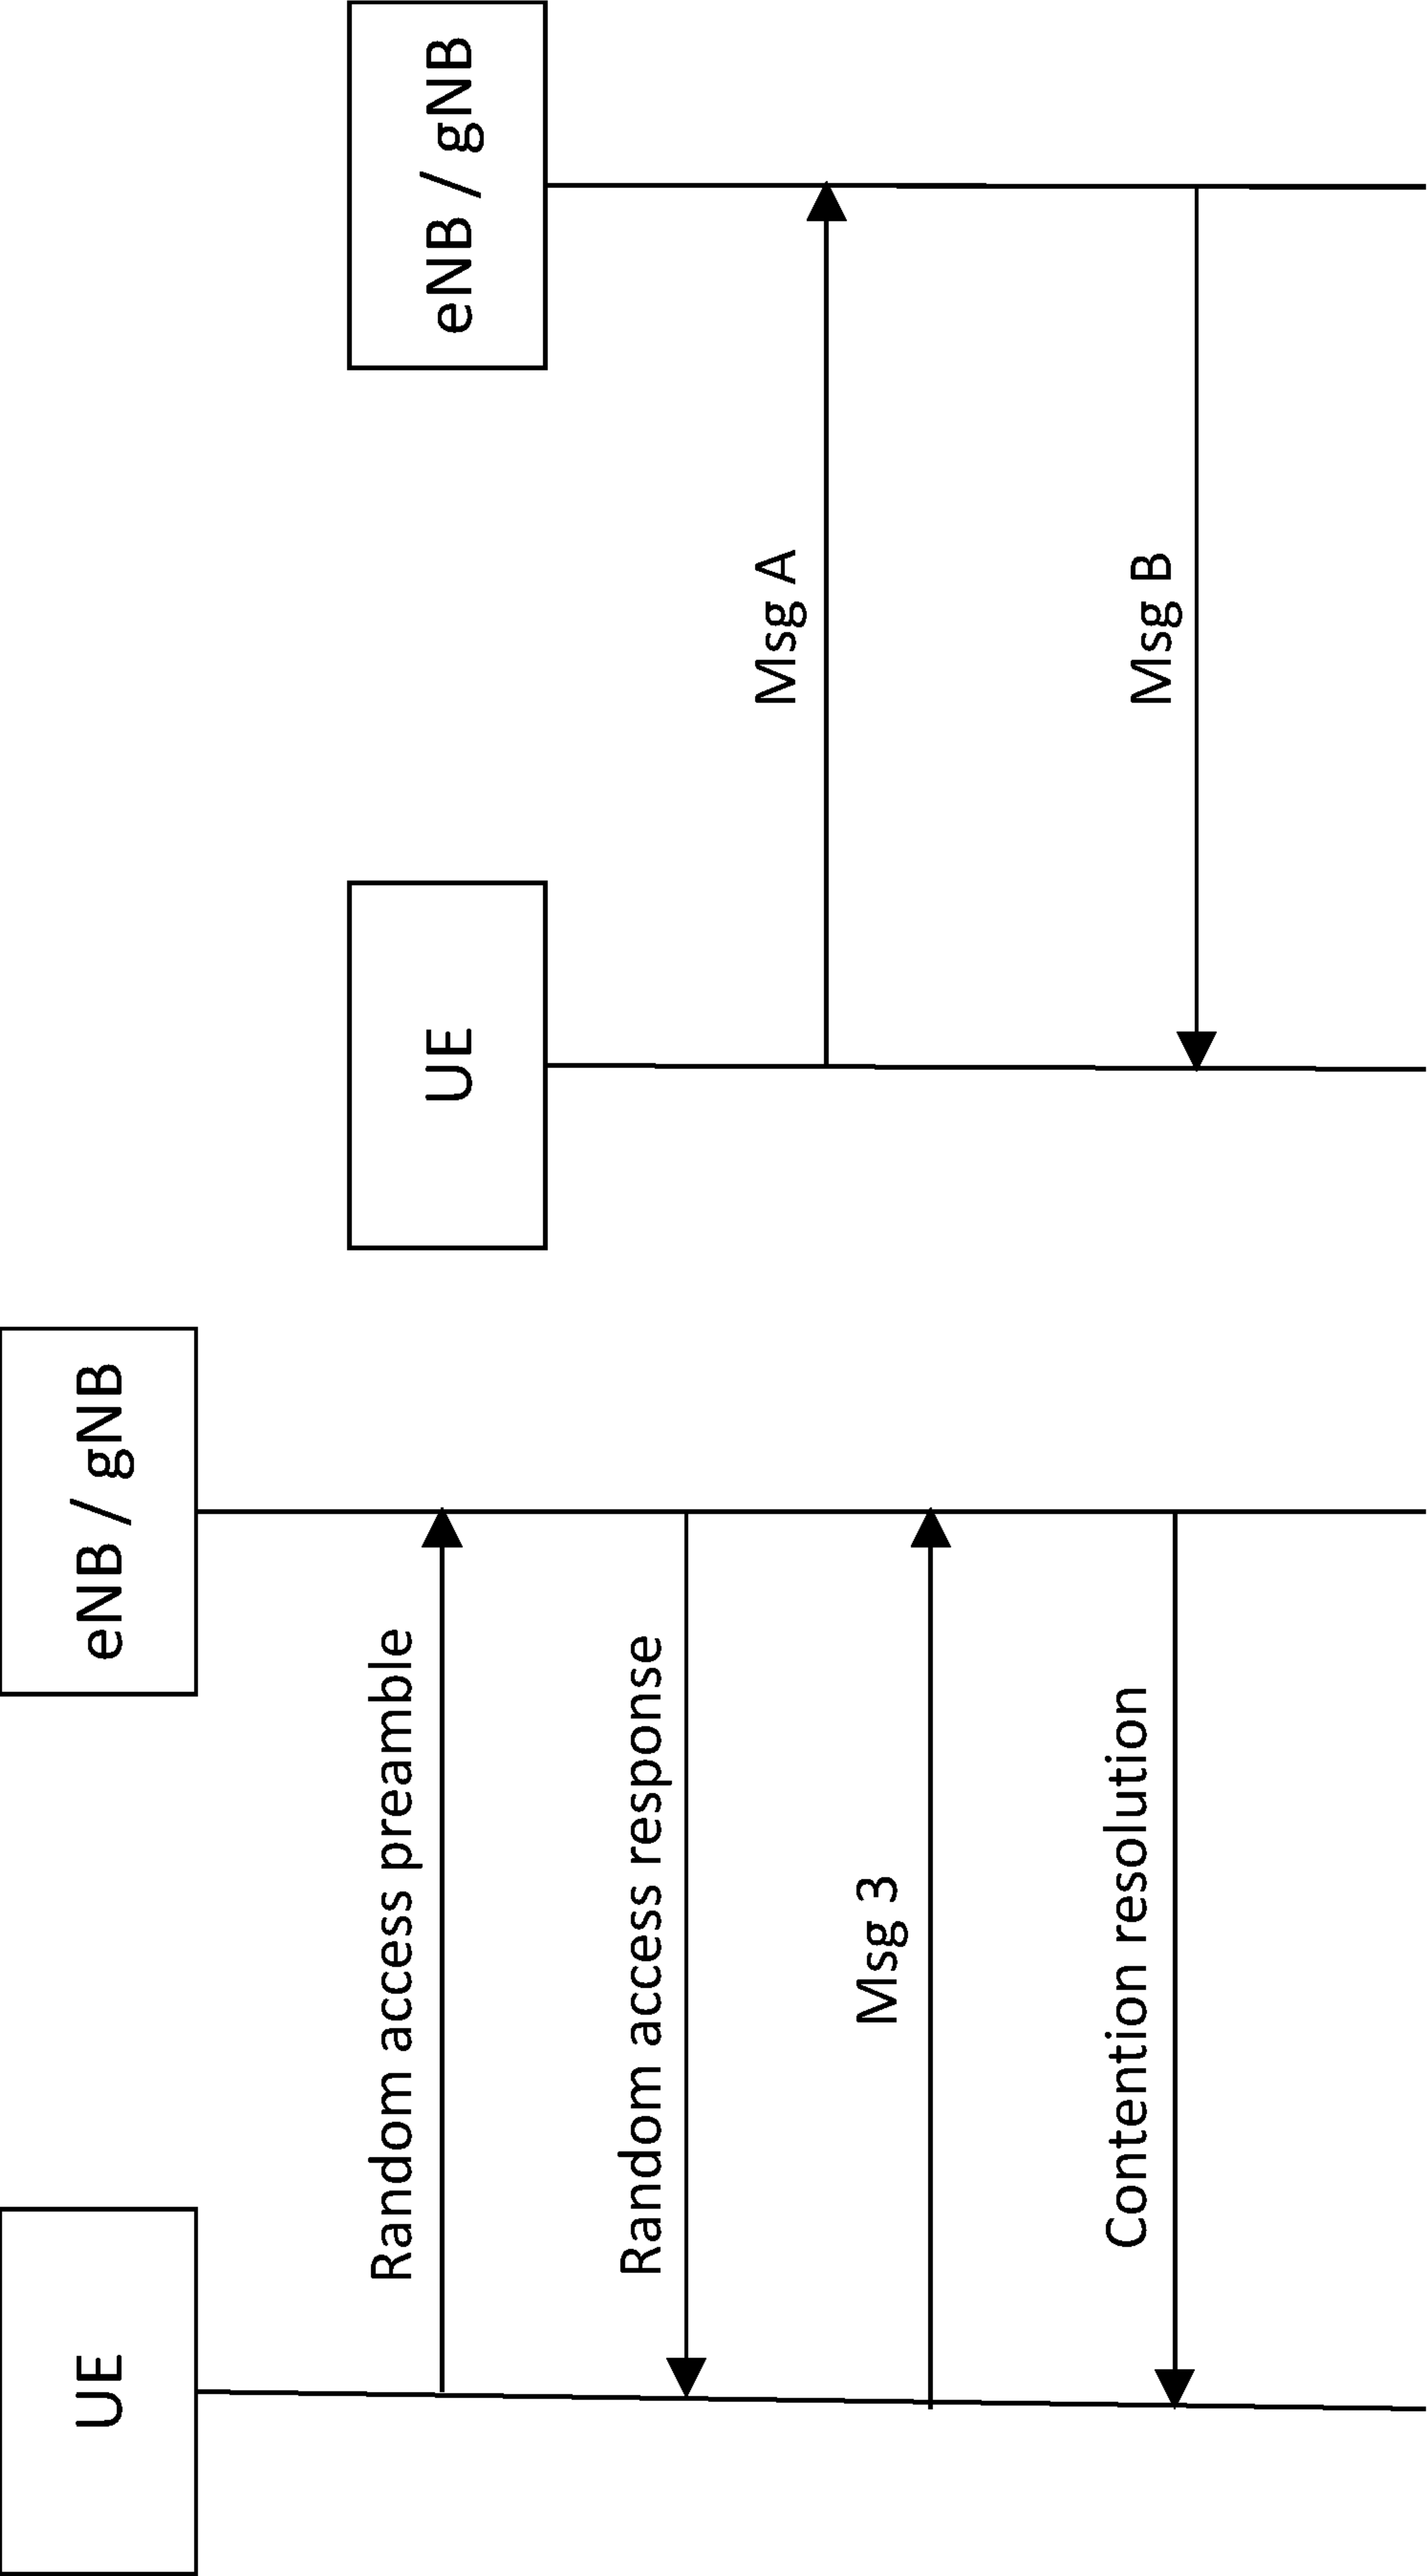 UE
eNB / gNB
Random access preamble
Random access response
Msg 3
Contention resolution
UE
eNB / gNB
Msg A
Msg B